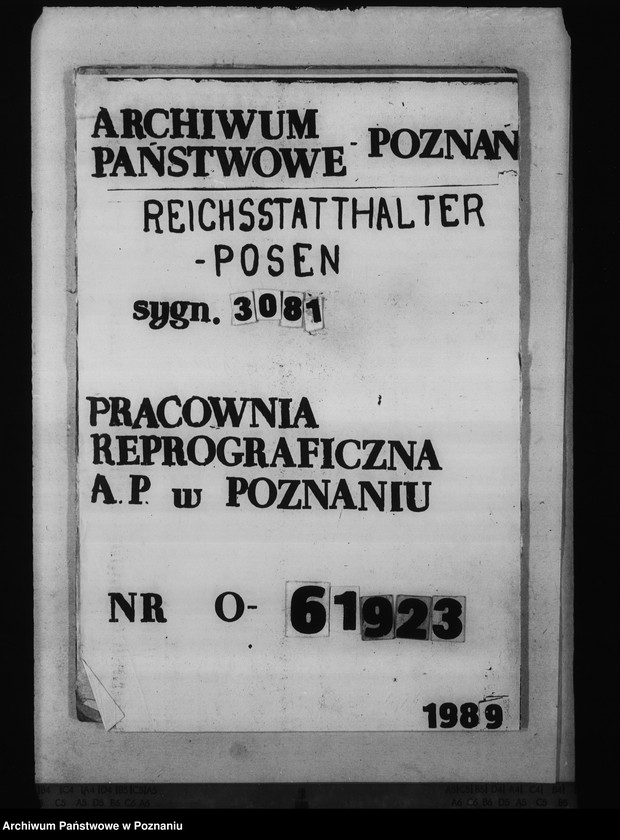 ARCHIWUM
PAŃSTWOWE - POZNAŃ
REICHSSTATTHALTER
-POSEN
sygn. 3081
PRACOWNIA
REPROGRAFICZNA
A.P. w POZNANIU
NR O- 61923
1989
Archiwum Państwowe w Poznaniu